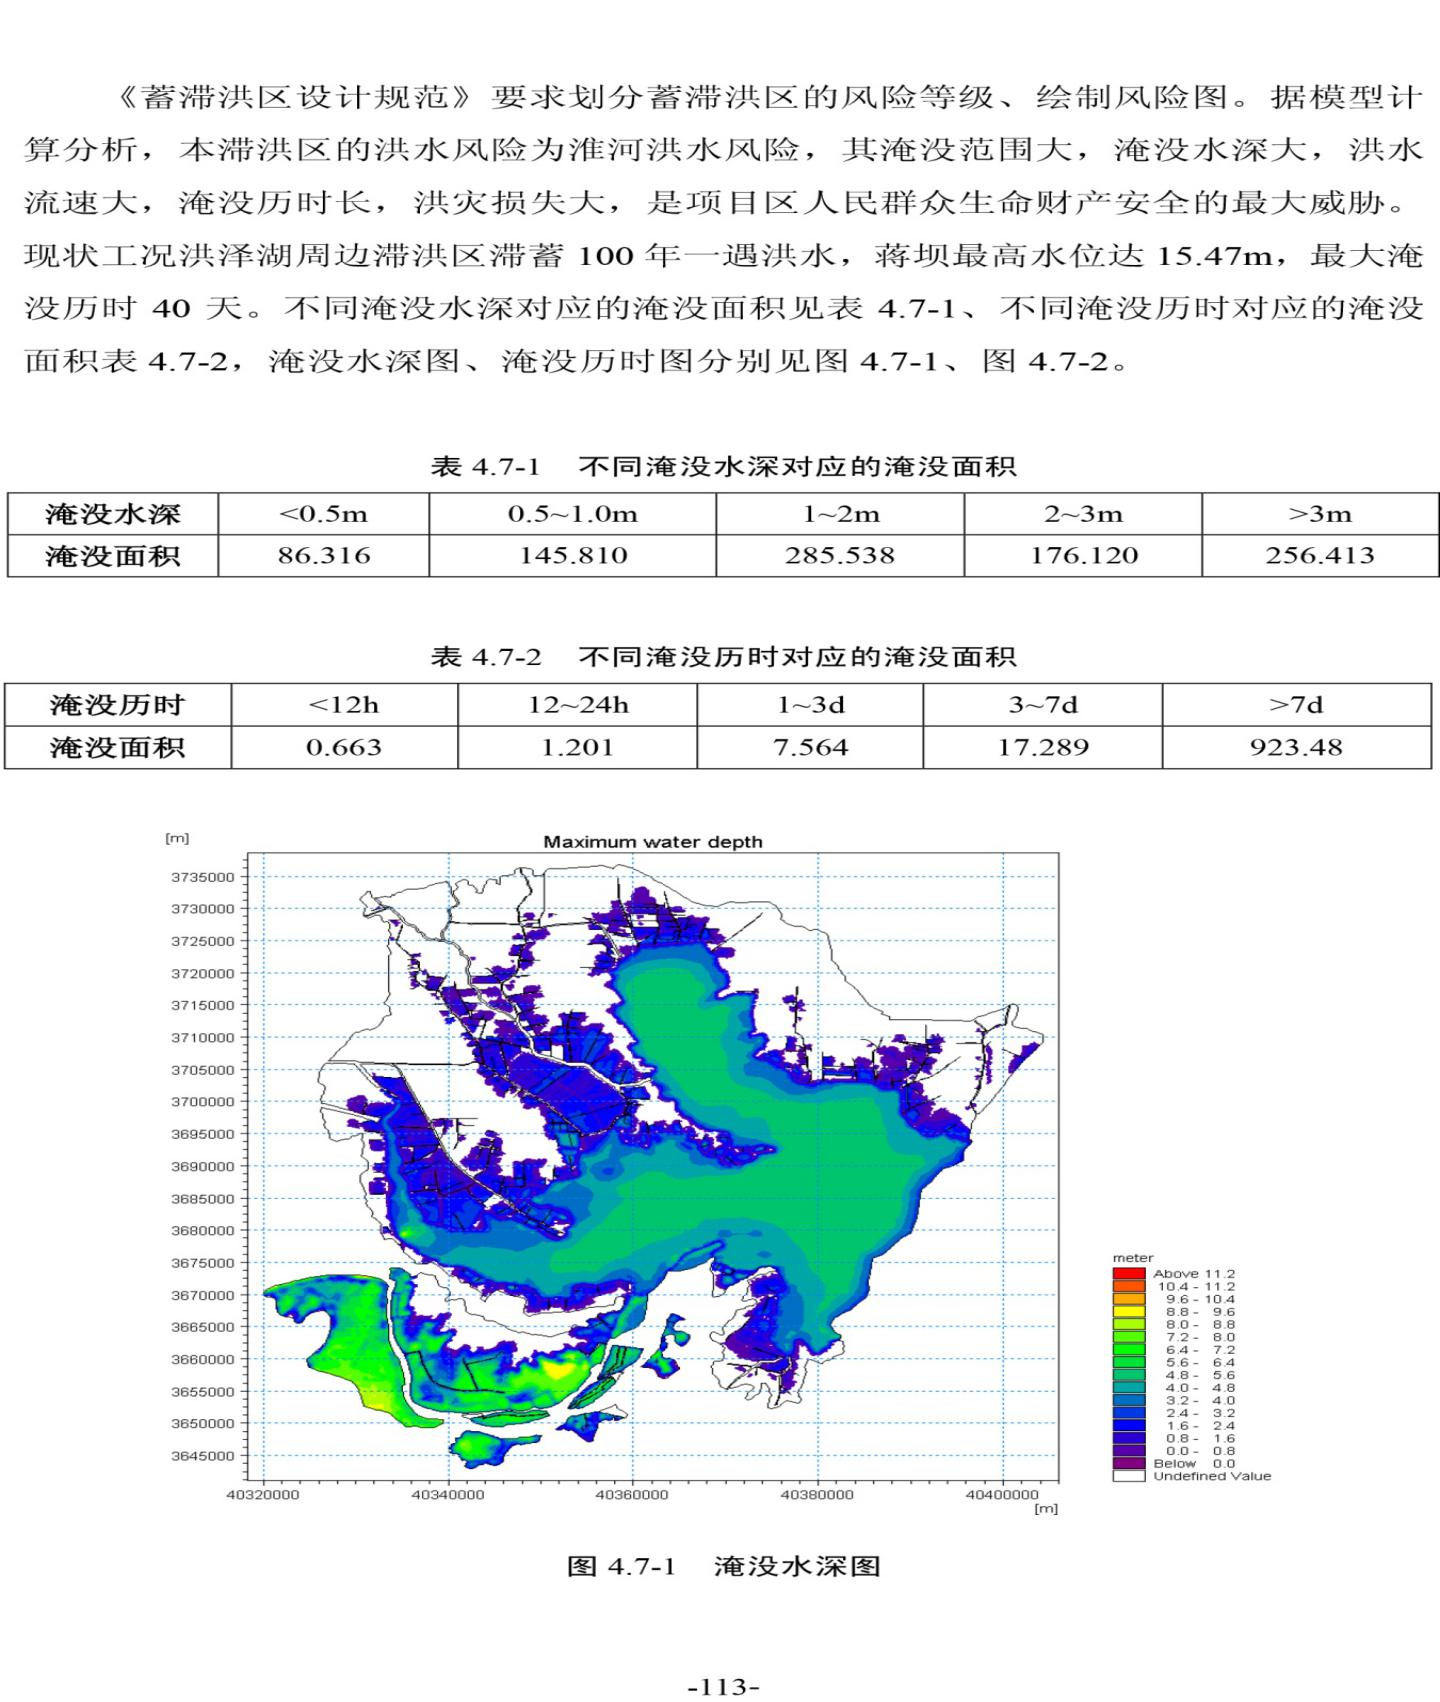 《蓄滞洪区设计规范》要求划分蓄滞洪区的风险等级、绘制风险图。据模型计
算分析，本滞洪区的洪水风险为淮河洪水风险，其淹没范围大，淹没水深大，洪水
流速大，淹没历时长，洪灾损失大，是项目区人民群众生命财产安全的最大威胁。
现状工况洪泽湖周边滞洪区滞蓄 100 年一遇洪水，蒋坝最高水位达 15.47m，最大淹
没历时 40 天。不同淹没水深对应的淹没面积见表 4.7-1、不同淹没历时对应的淹没
面积表 4.7-2，淹没水深图、淹没历时图分别见图 4.7-1、图 4.7-2。
表 4.7-1 不同淹没水深对应的淹没面积
淹没水深 <0.5m 0.5~1.0m 1~2m 2~3m >3m
淹没面积 86.316 145.810 285.538 176.120 256.413
表 4.7-2 不同淹没历时对应的淹没面积
淹没历时 <12h 12~24h 1~3d 3~7d >7d
淹没面积 0.663 1.201 7.564 17.289 923.48
[m]
Maximum water depth
3735000
3730000
3725000
3720000
3715000
3710000
3705000
3700000
3695000
3690000
3685000
3680000
3675000
3670000
3665000
3660000
3655000
3650000
3645000
40320000 40340000 40360000 40380000 40400000
[m]
meter
Above 11.2
10.4 - 11.2
9.6 - 10.4
8.8 - 9.6
8.0 - 8.8
7.2 - 8.0
6.4 - 7.2
5.6 - 6.4
4.8 - 5.6
4.0 - 4.8
3.2 - 4.0
2.4 - 3.2
1.6 - 2.4
0.8 - 1.6
0.0 - 0.8
Below 0.0
Undefined Value
图 4.7-1 淹没水深图
-113-